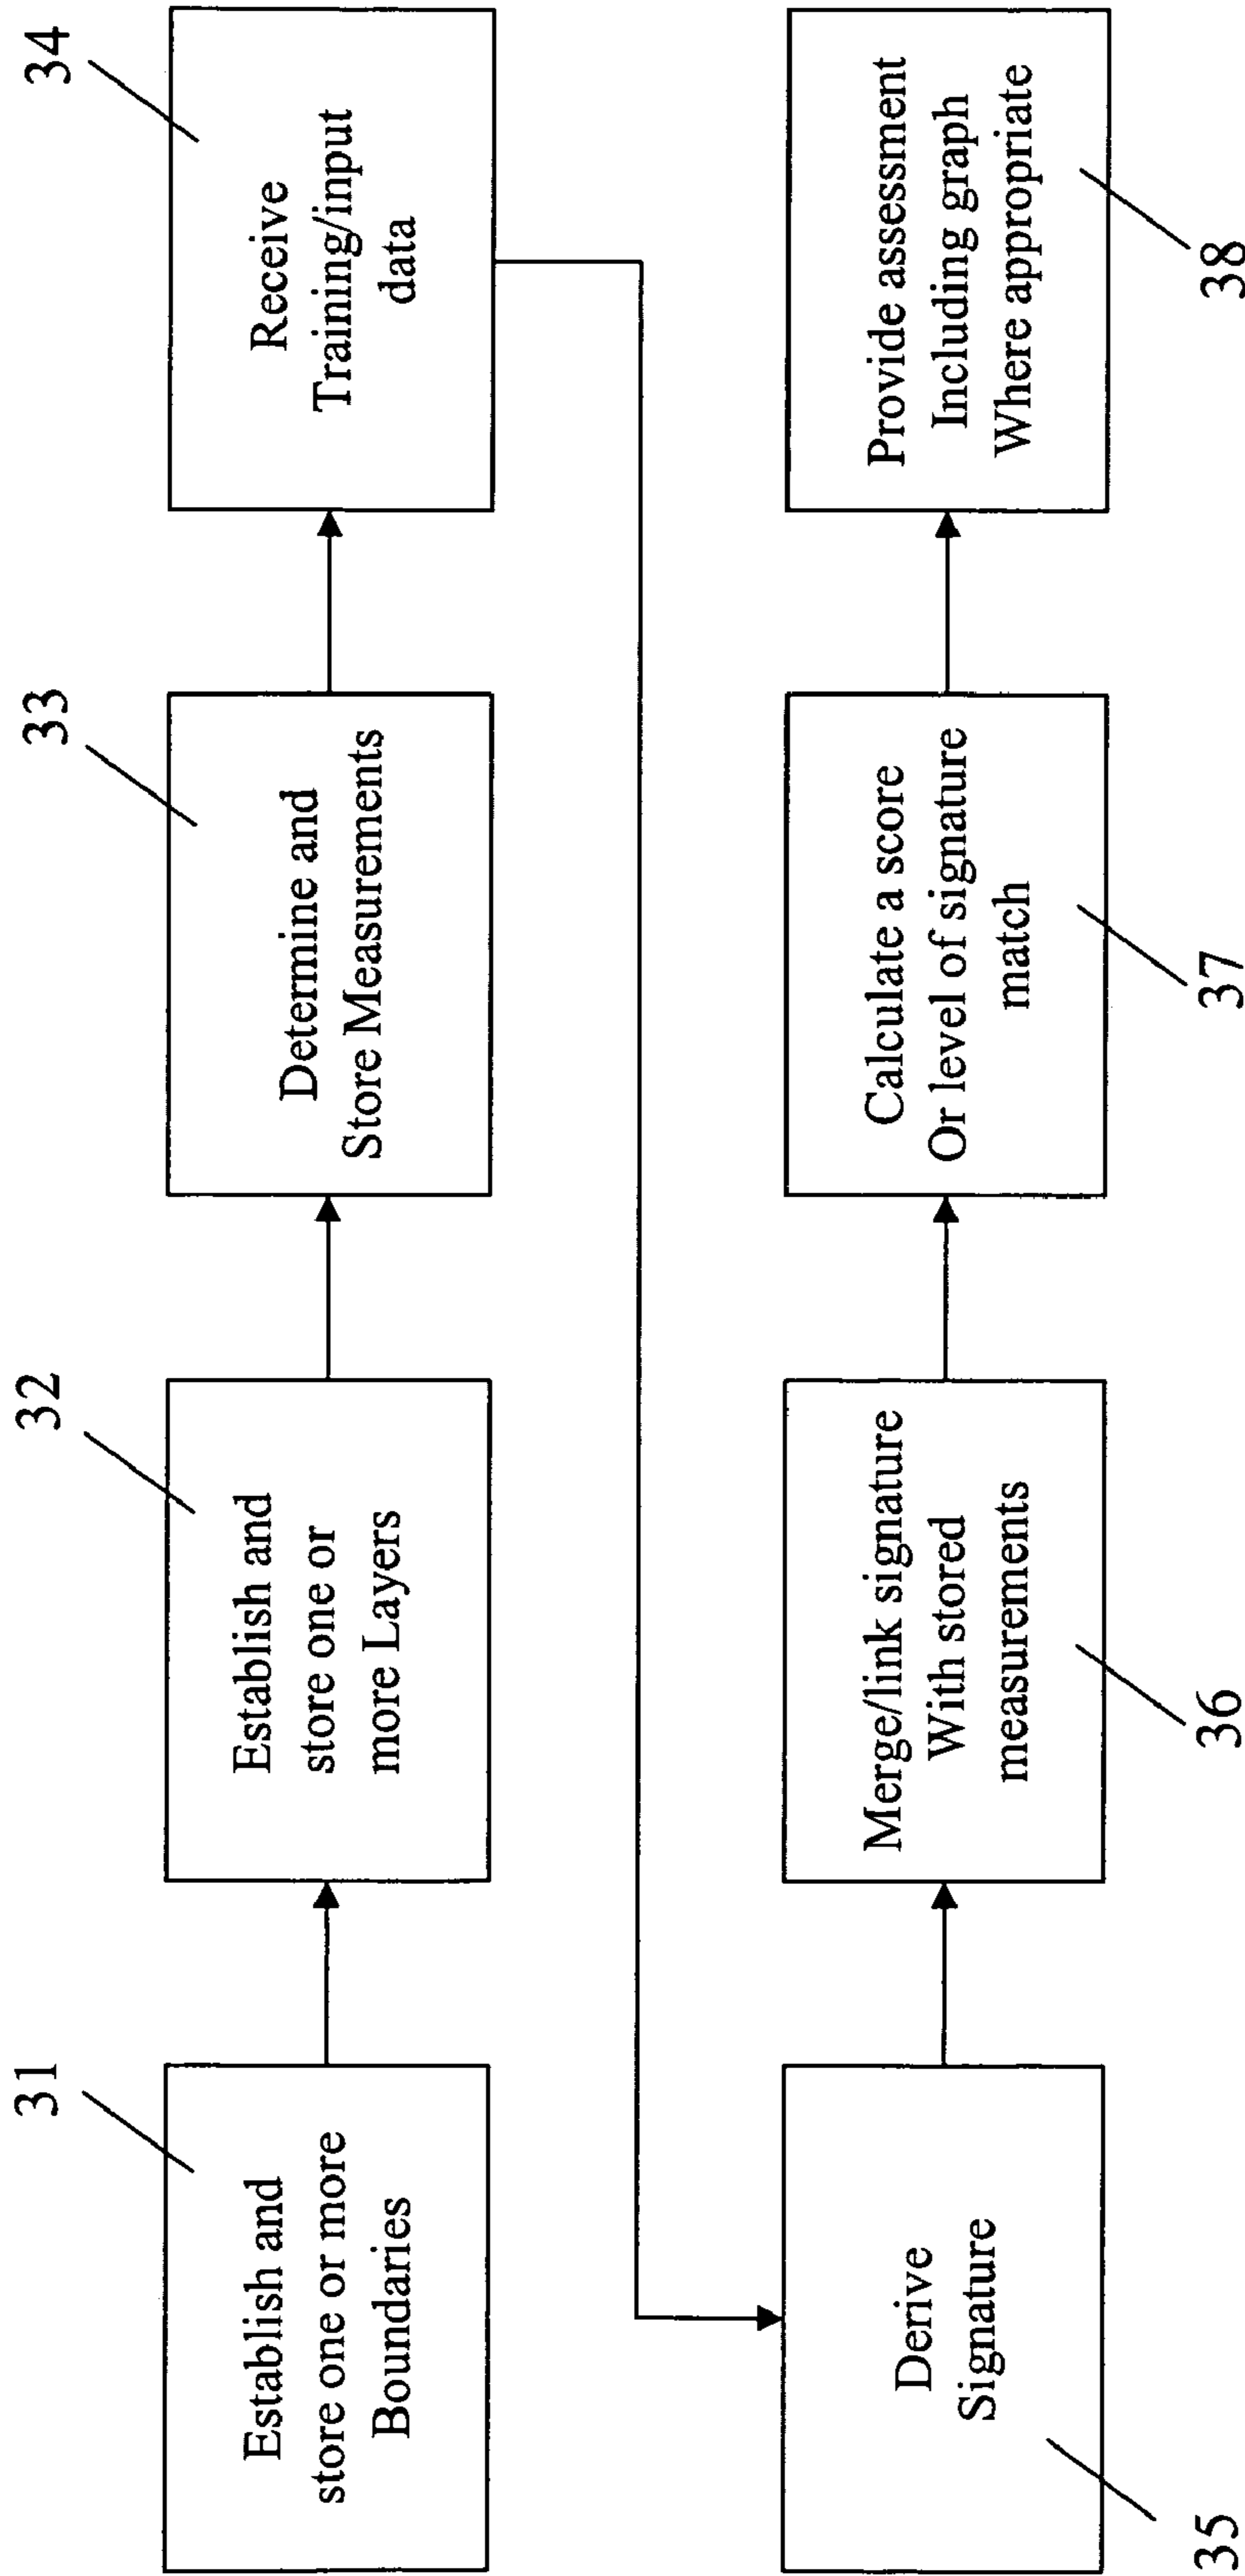 31
Establish and
store one or more
Boundaries
32
Establish and
store one or
more Layers
33
Determine and
Store Measurements
34
Receive
Training/input
data
Derive
Signature
35
Merge/link signature
With stored
measurements
36
Calculate a score
Or level of signature
match
37
Provide assessment
Including graph
Where appropriate
38